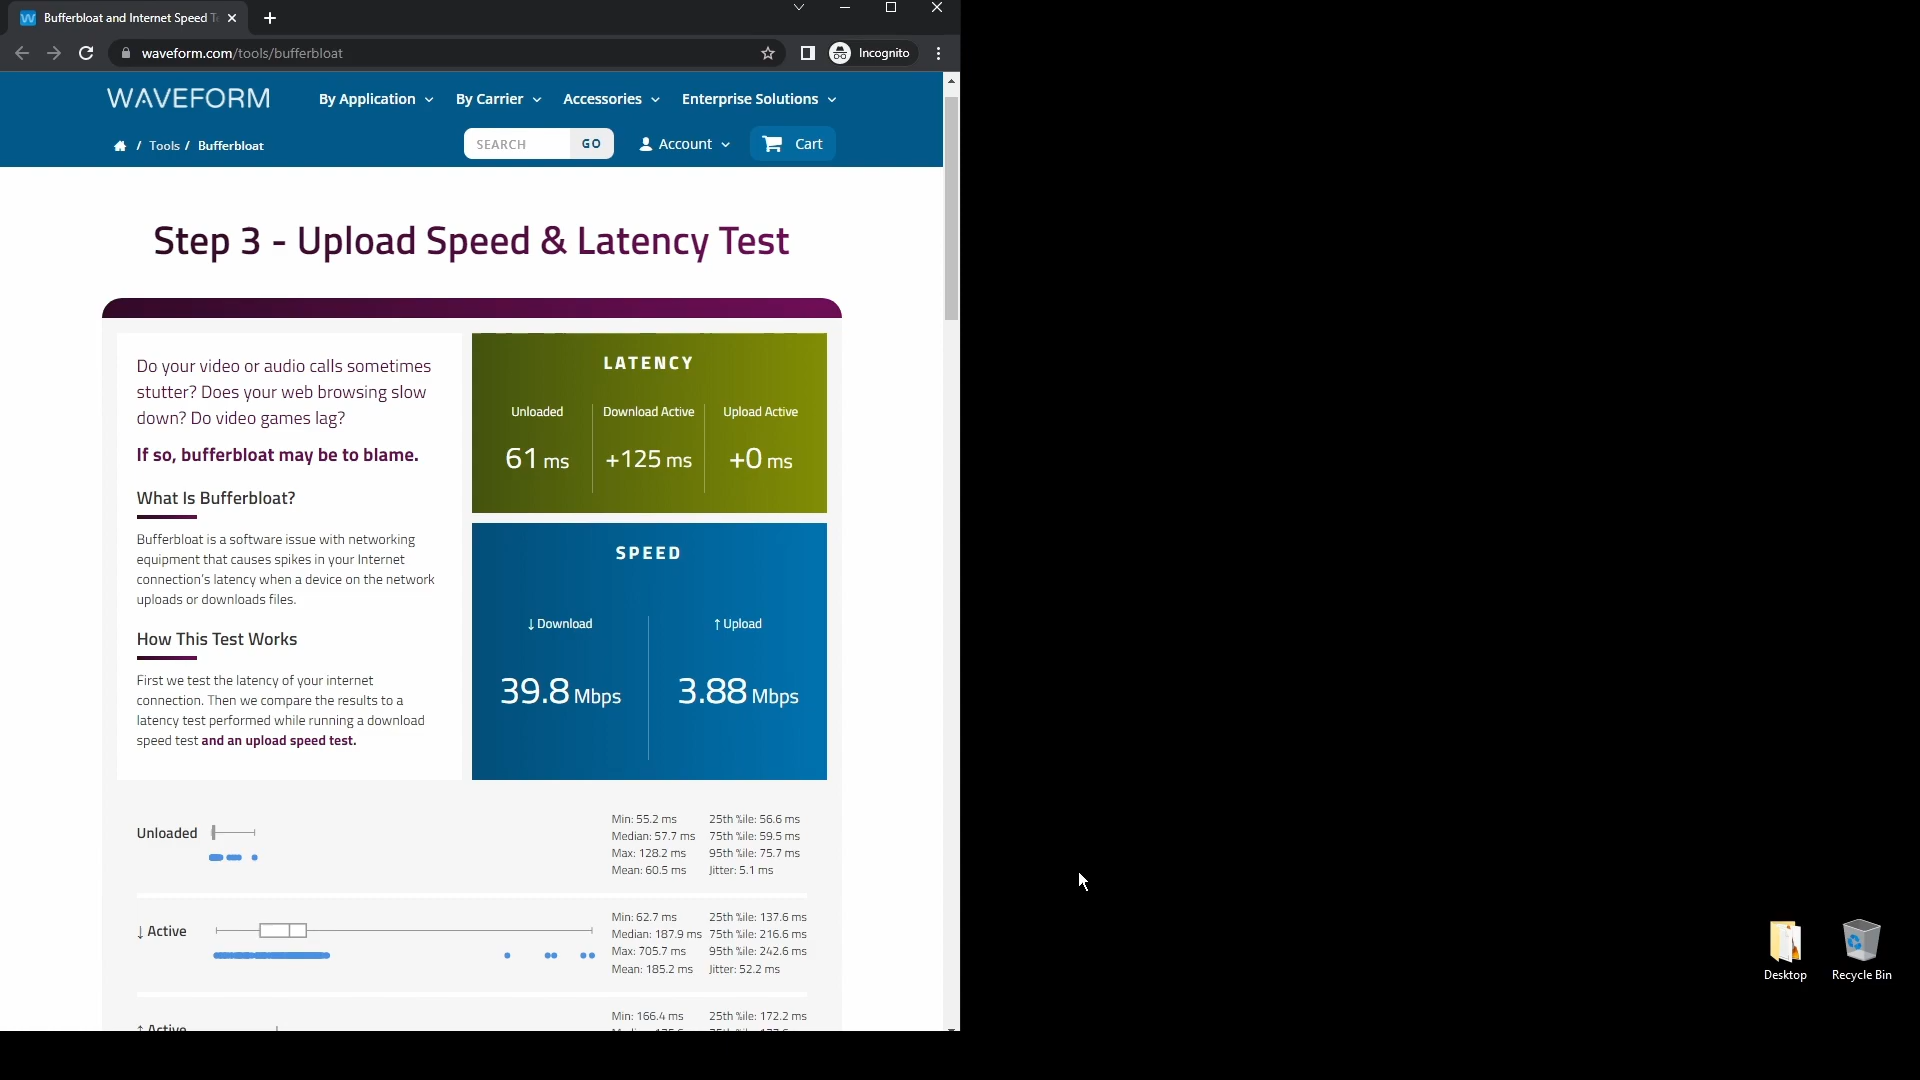 Bufferbloat and Internet Speed T
waveform.com/tools/bufferbloat
Incognito
WAVEFORM
By Application
By Carrier
Accessories
Enterprise Solutions
/ Tools / Bufferbloat
SEARCH
GO
Account
Cart
Step 3 - Upload Speed & Latency Test
Do your video or audio calls sometimes
stutter? Does your web browsing slow
down? Do video games lag?
If so, bufferbloat may be to blame.
What Is Bufferbloat?
Bufferbloat is a software issue with networking
equipment that causes spikes in your Internet
connection's latency when a device on the network
uploads or downloads files.
How This Test Works
First we test the latency of your internet
connection. Then we compare the results to a
latency test performed while running a download
speed test and an upload speed test.
LATENCY
Unloaded
Download Active
Upload Active
61 ms
+125 ms
+0 ms
SPEED
↓ Download
↑ Upload
39.8 Mbps
3.88 Mbps
Unloaded
Min: 55.2 ms 25th %ile: 56.6 ms
Median: 57.7 ms 75th %ile: 59.5 ms
Max: 128.2 ms 95th %ile: 75.7 ms
Mean: 60.5 ms Jitter: 5.1 ms
↓ Active
Min: 62.7 ms 25th %ile: 137.6 ms
Median: 187.9 ms 75th %ile: 216.6 ms
Max: 705.7 ms 95th %ile: 242.6 ms
Mean: 185.2 ms Jitter: 52.2 ms
↑ Active
Min: 166.4 ms 25th %ile: 172.2 ms
Desktop
Recycle Bin